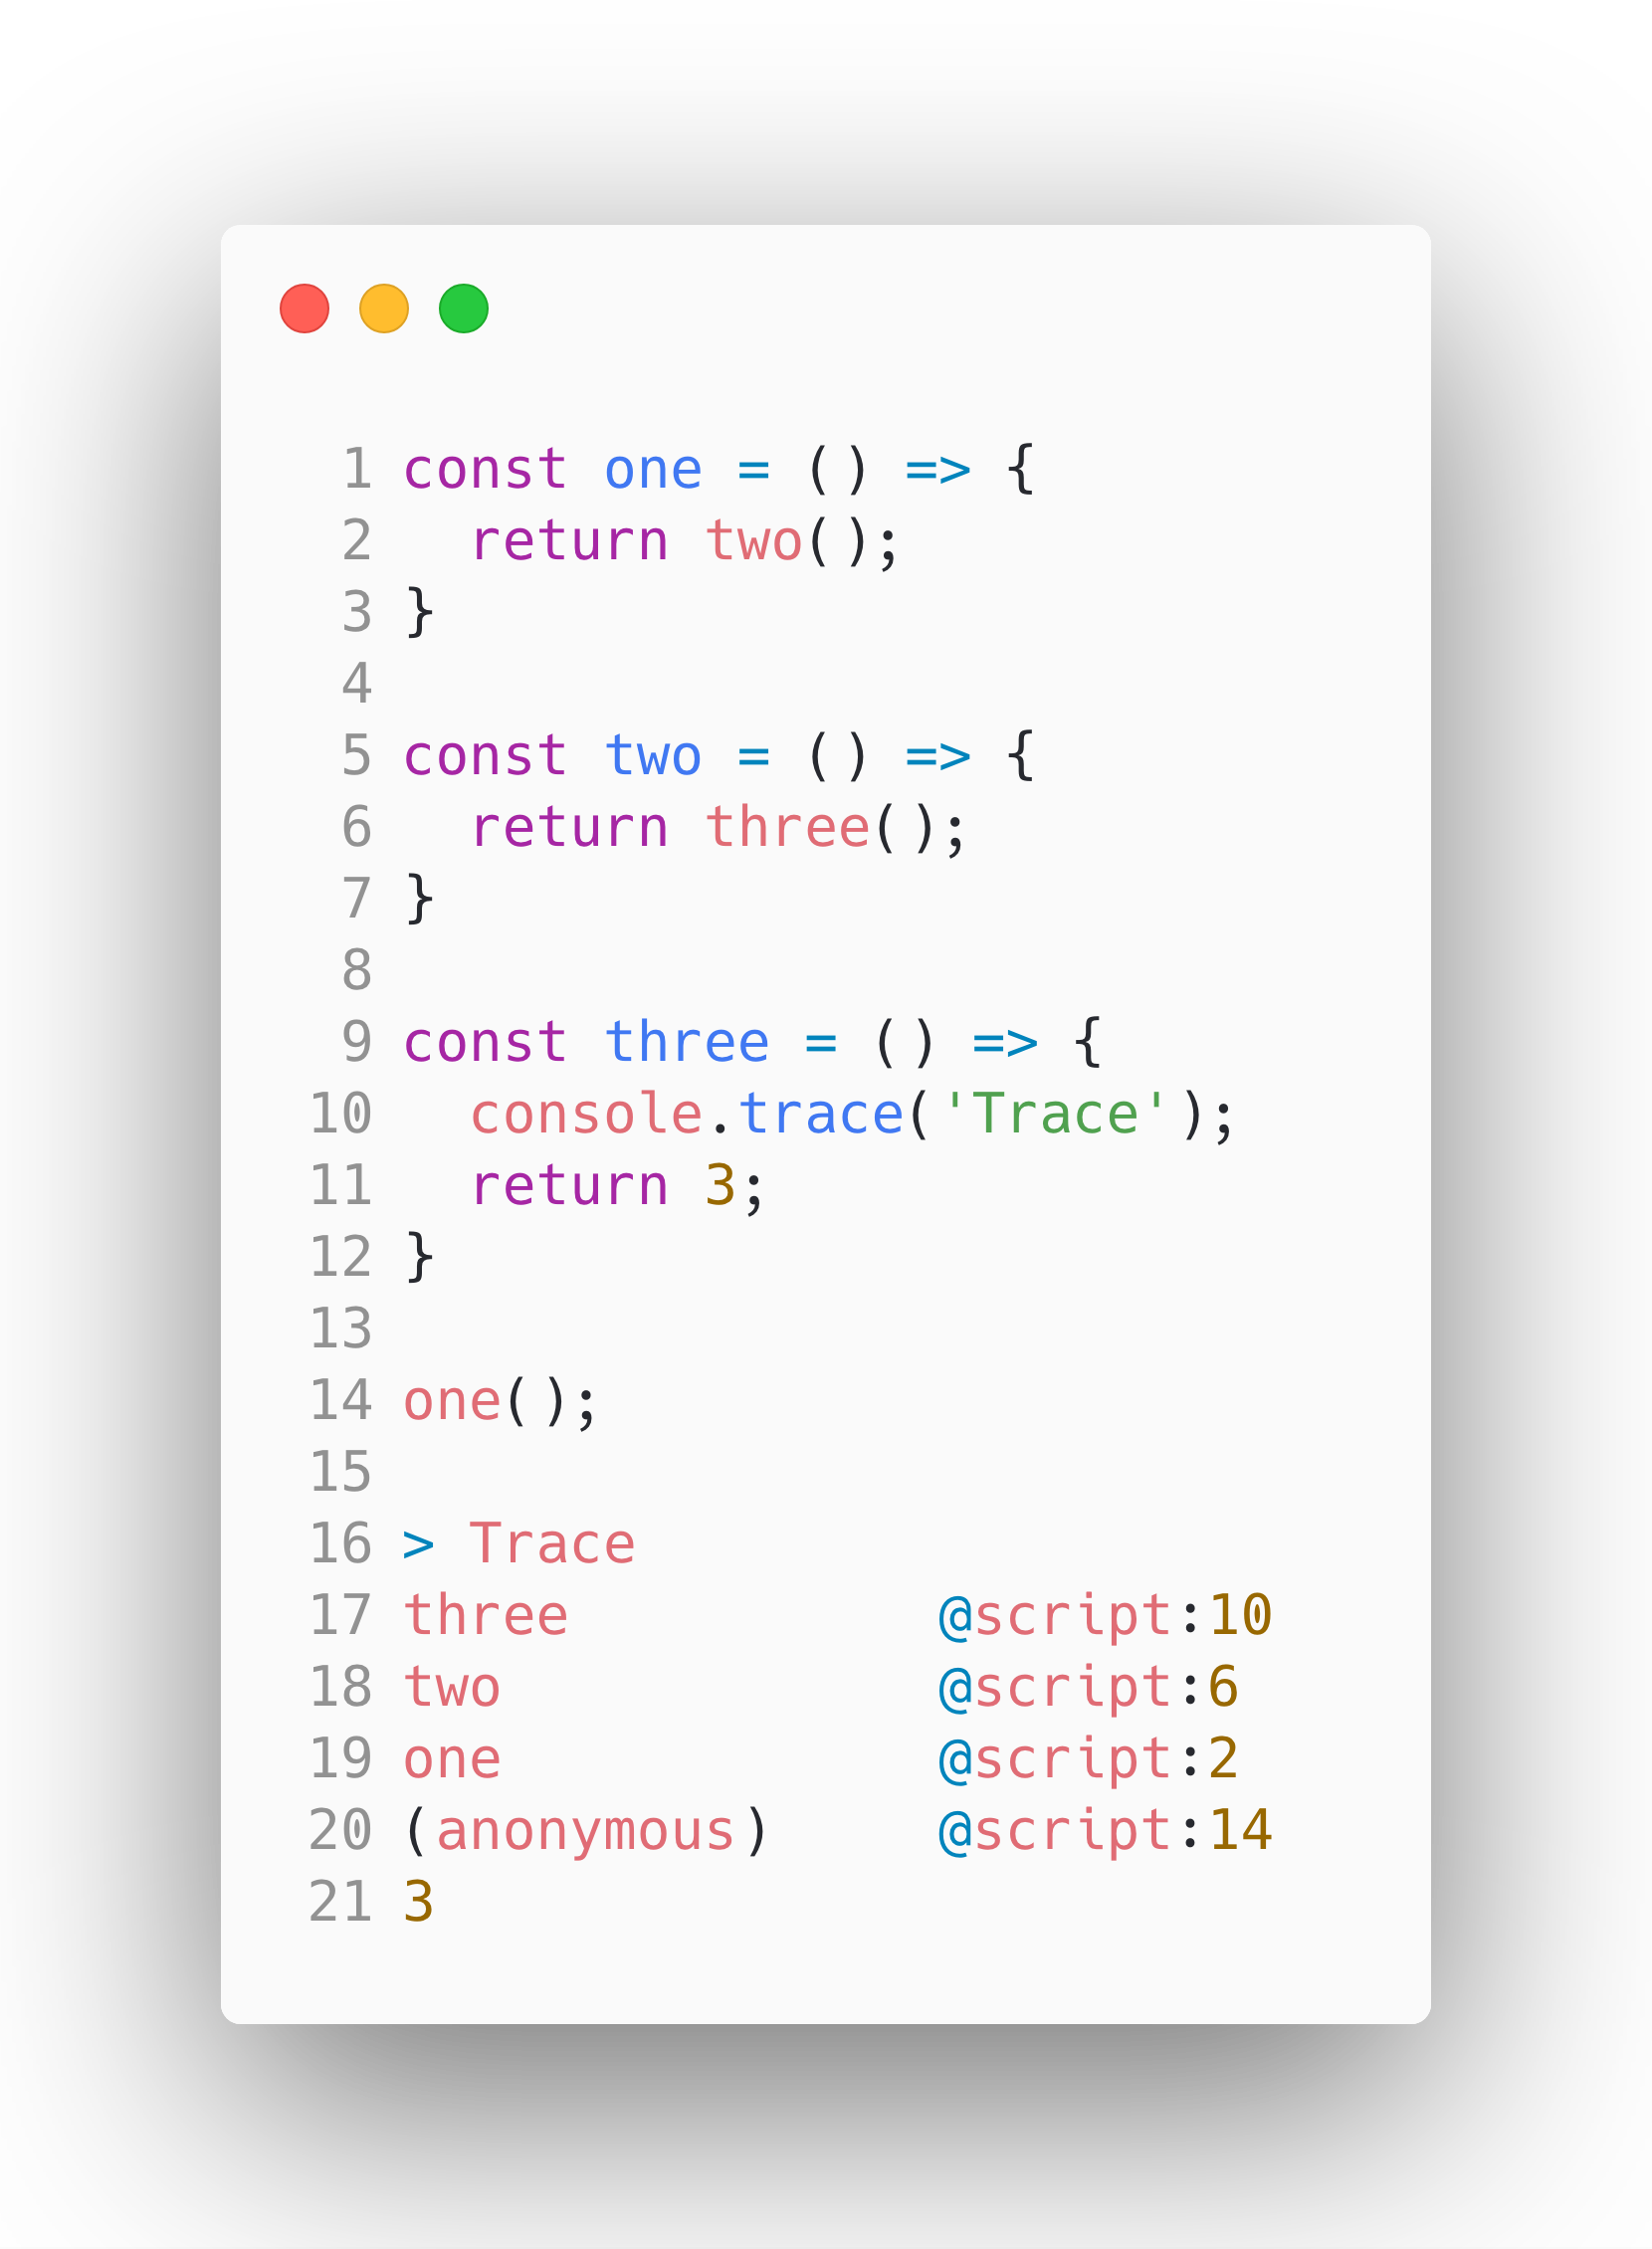 1 const one = () => {
2   return two();
3 }
4
5 const two = () => {
6   return three();
7 }
8
9 const three = () => {
10   console.trace('Trace');
11   return 3;
12 }
13
14 one();
15
16 > Trace
17 three           @script:10
18 two             @script:6
19 one             @script:2
20 (anonymous)     @script:14
21 3